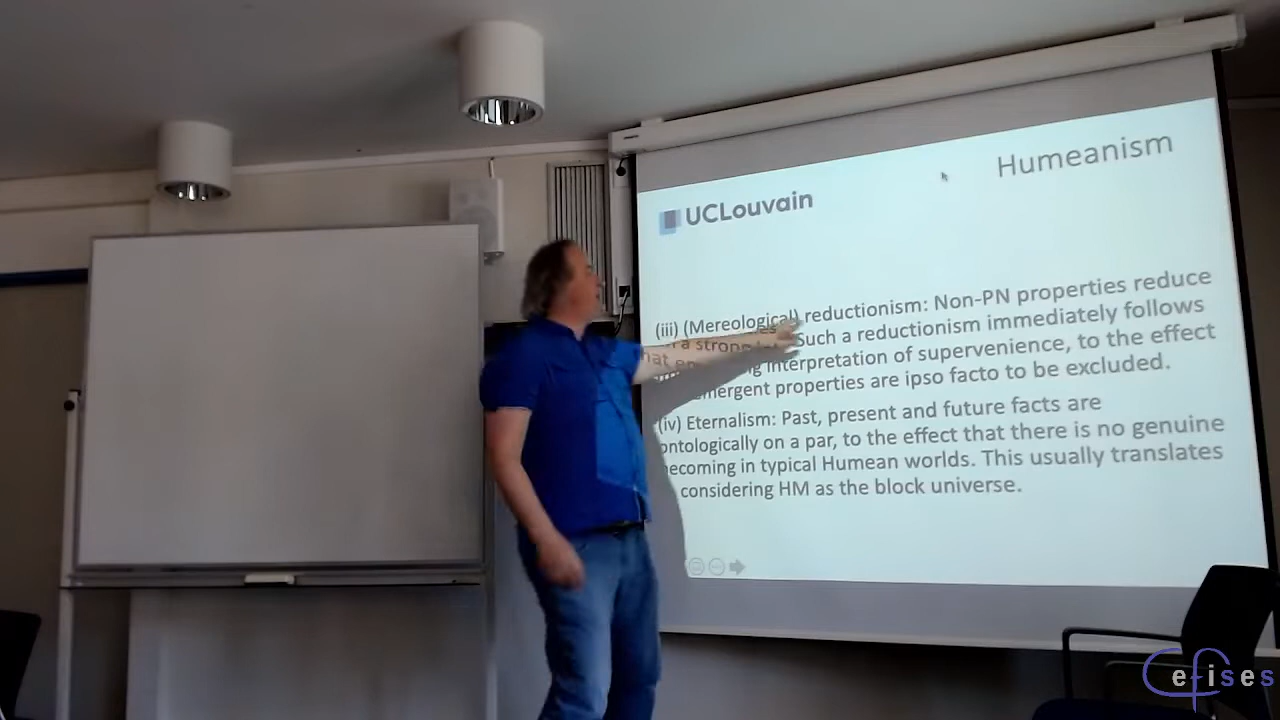 Humeanism
UCLouvain
(iii) (Mereological) reductionism: Non-PN properties reduce
a strong Such a reductionism immediately follows
interpretation of supervenience, to the effect
emergent properties are ipso facto to be excluded.
(iv) Eternalism: Past, present and future facts are
ontologically on a par, to the effect that there is no genuine
becoming in typical Humean worlds. This usually translates
considering HM as the block universe.
efises